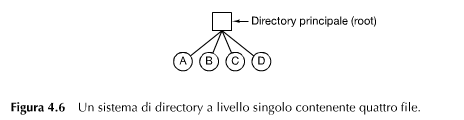 Directory principale (root)
A B C D
Figura 4.6 Un sistema di directory a livello singolo contenente quattro file.